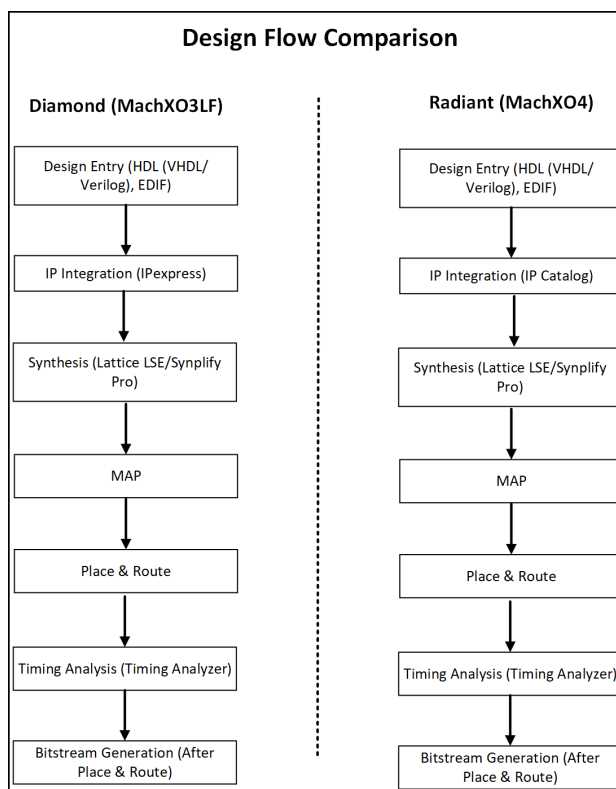 Design Flow Comparison
Diamond (MachXO3LF)
Design Entry (HDL (VHDL/
Verilog), EDIF)
IP Integration (IPexpress)
Synthesis (Lattice LSE/Synplify
Pro)
MAP
Place & Route
Timing Analysis (Timing Analyzer)
Bitstream Generation (After
Place & Route)
Radiant (MachXO4)
Design Entry (HDL (VHDL/
Verilog), EDIF)
IP Integration (IP Catalog)
Synthesis (Lattice LSE/Synplify
Pro)
MAP
Place & Route
Timing Analysis (Timing Analyzer)
Bitstream Generation (After
Place & Route)